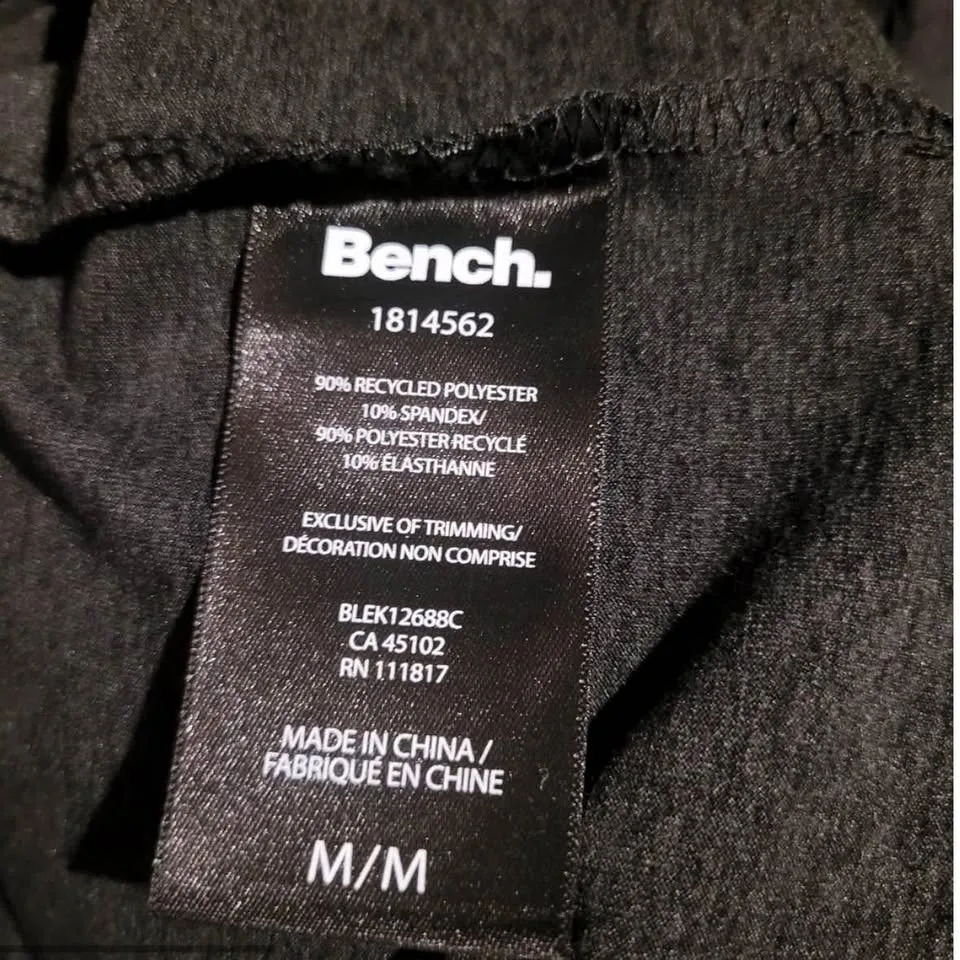 Bench.
1814562
90% RECYCLED POLYESTER
10% SPANDEX/
90% POLYESTER RECYCLÉ
10% ÉLASTHANNE
EXCLUSIVE OF TRIMMING/
DÉCORATION NON COMPRISE
BLEK12688C
CA 45102
RN 111817
MADE IN CHINA /
FABRIQUÉ EN CHINE
M/M